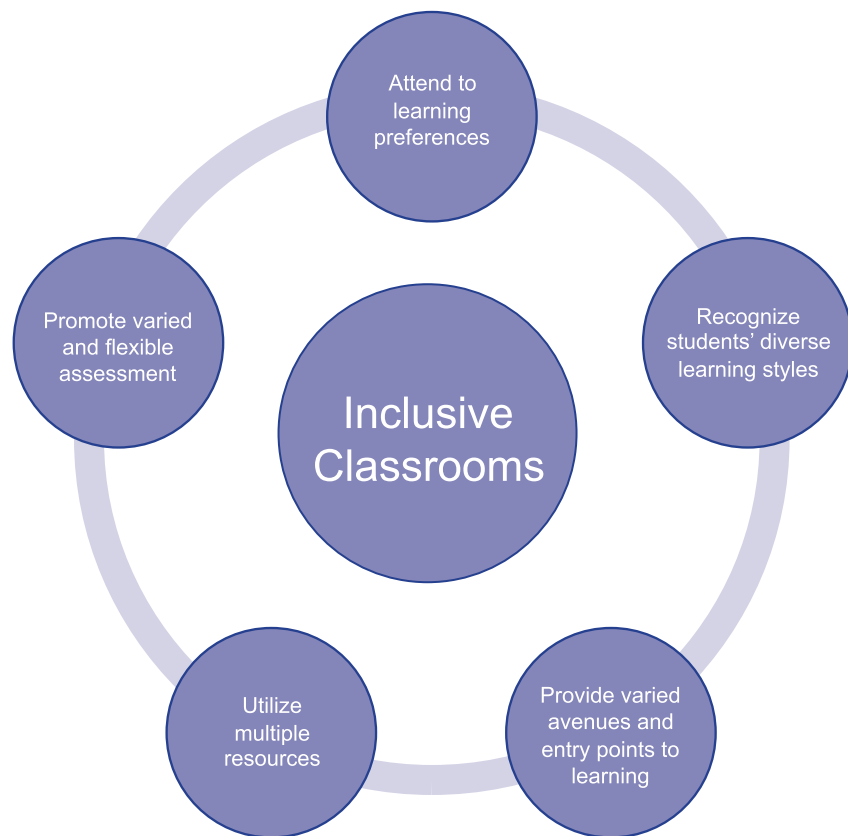 Attend to
learning
preferences
Recognize
students’ diverse
learning styles
Provide varied
avenues and
entry points to
learning
Utilize
multiple
resources
Promote varied
and flexible
assessment
Inclusive
Classrooms